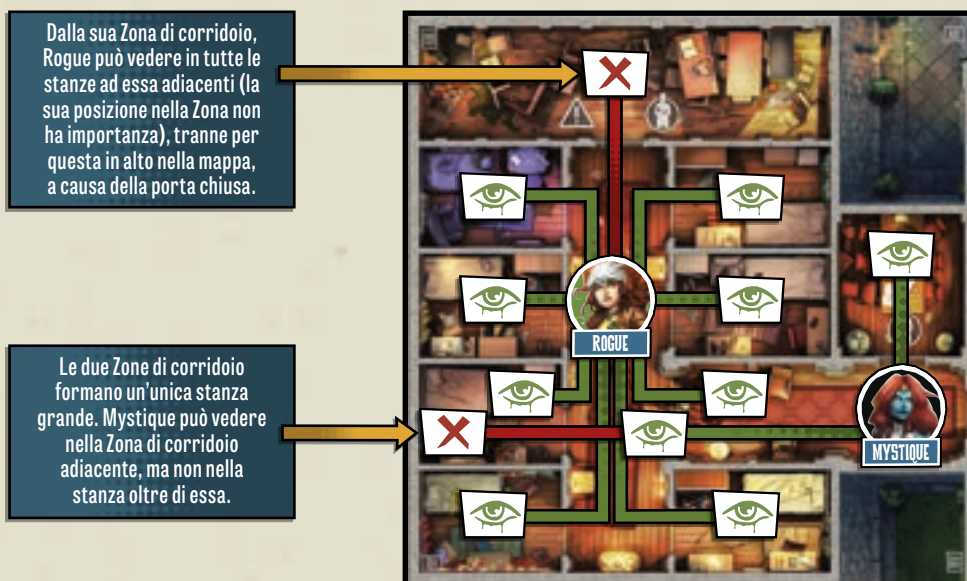 Dalla sua Zona di corridoio,
Rogue può vedere in tutte le
stanze ad essa adiacenti (la
sua posizione nella Zona non
ha importanza), tranne per
questa in alto nella mappa,
a causa della porta chiusa.
ROGUE
Le due Zone di corridoio
formano un'unica stanza
grande. Mystique può vedere
nella Zona di corridoio
adiacente, ma non nella
stanza oltre di essa.
MYSTIQUE